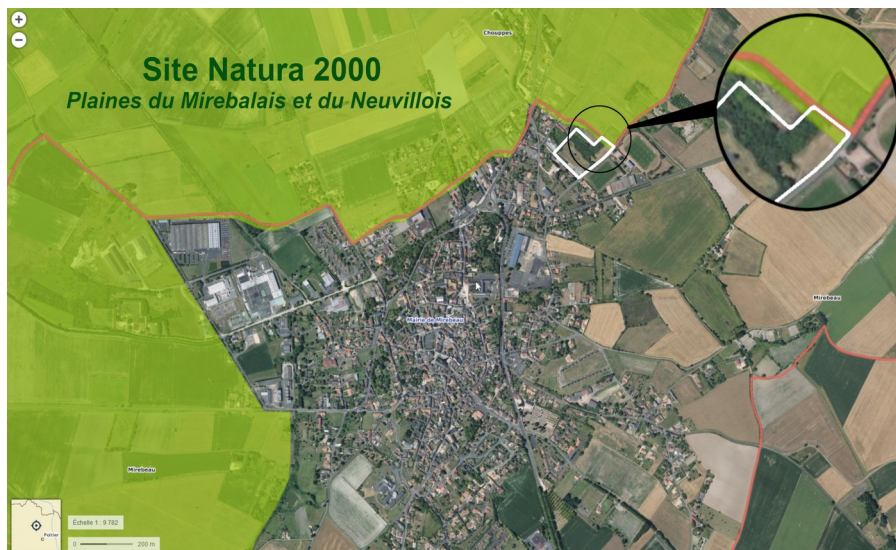 +
−
Site Natura 2000
Plaines du Mirebalais et du Neuvillois
Chouppes
Mairie de Mirebeau
Mirebeau
Mirebeau
Poitier
Échelle 1 : 9 782
0
200 m